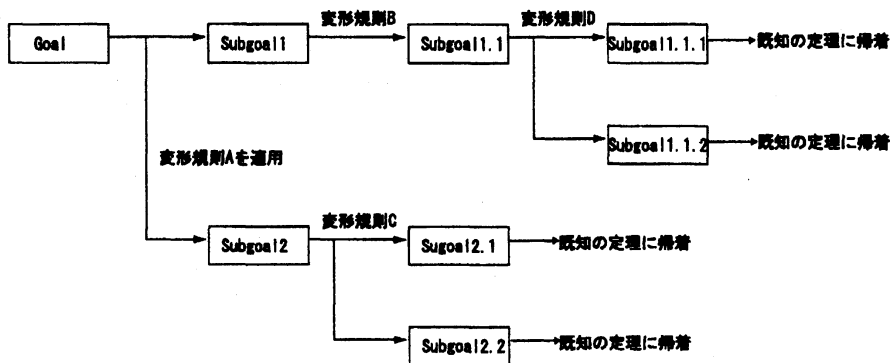 変形規則B
変形規則D
Goal
Subgoal1
Subgoal1.1
Subgoal1.1.1
既知の定理に帰着
Subgoal1.1.2
既知の定理に帰着
変形規則Aを適用
変形規則C
Subgoal2
Sugoal2.1
既知の定理に帰着
Subgoal2.2
既知の定理に帰着